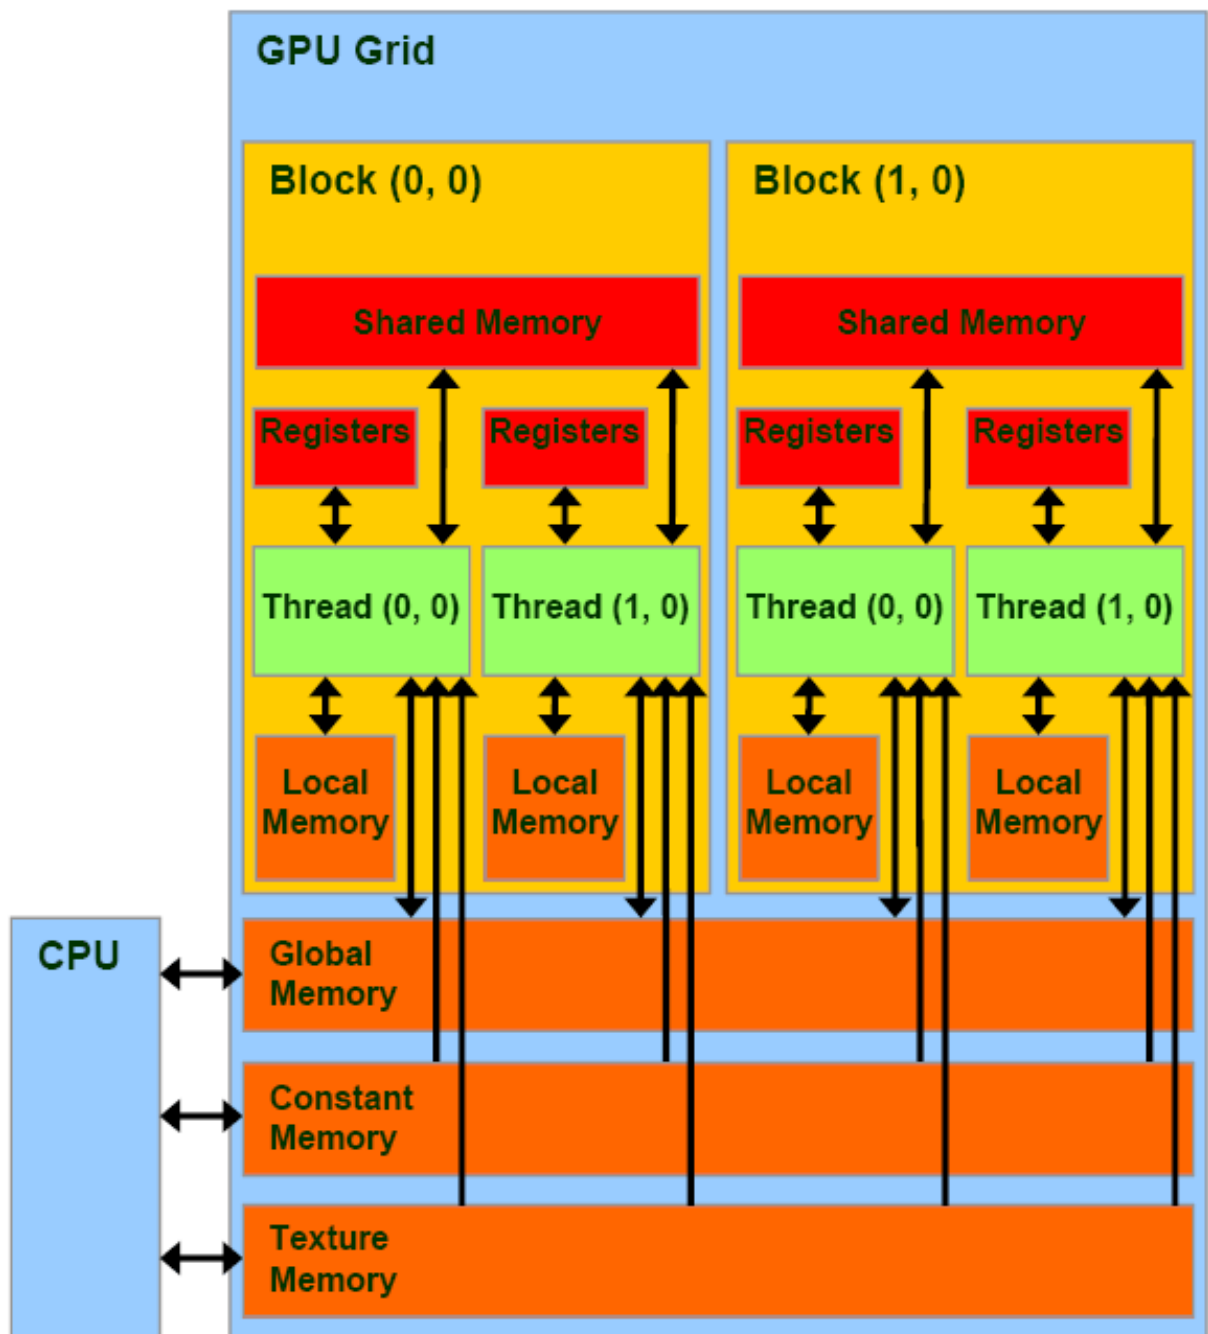 GPU Grid
Block (0, 0)
Block (1, 0)
Shared Memory
Shared Memory
Registers
Registers
Registers
Registers
Thread (0, 0)
Thread (1, 0)
Thread (0, 0)
Thread (1, 0)
Local
Memory
Local
Memory
Local
Memory
Local
Memory
CPU
Global
Memory
Constant
Memory
Texture
Memory